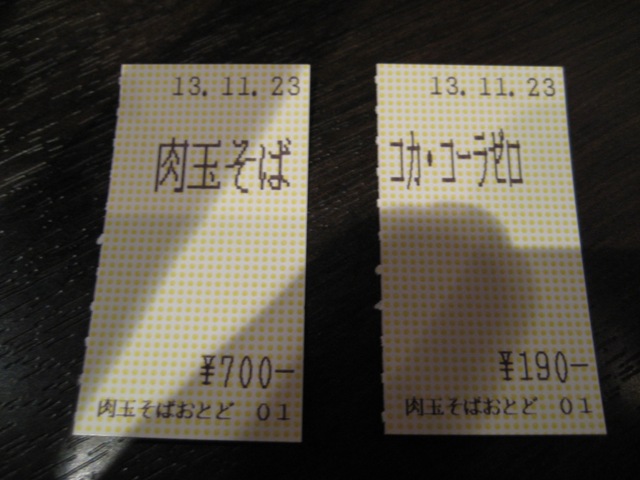 13.11.23
肉玉そば
¥700-
肉玉そばおとど 01
13.11.23
コカ・コーラゼロ
¥190-
肉玉そばおとど 01